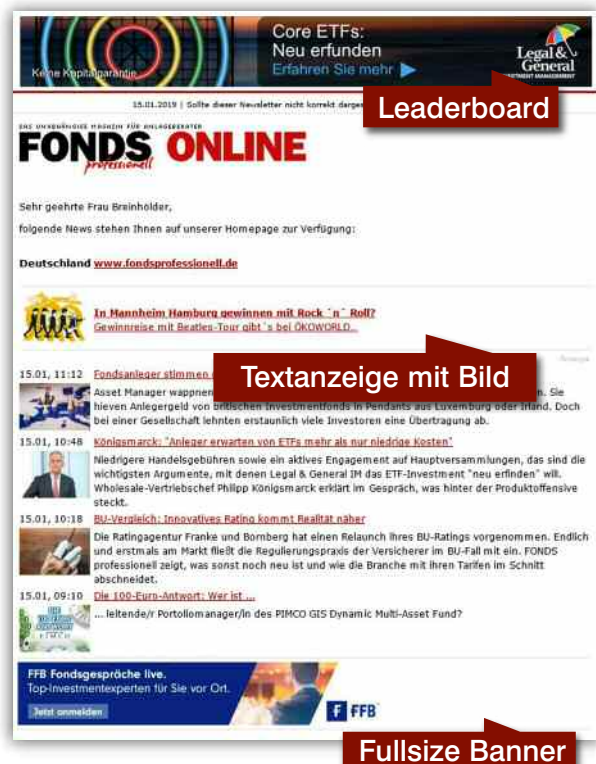 Core ETFs:
Neu erfunden
Erfahren Sie mehr
Keine Kapitalgarantie
Legal &
General
INVESTMENT MANAGEMENT
15.01.2019 | Sollte dieser Newsletter nicht korrekt
Leaderboard
DAS UNABHÄNGIGE MAGAZIN FÜR ANLAGEBERATER
FONDS ONLINE
professionell
Sehr geehrte Frau Breinholder,
folgende News stehen Ihnen auf unserer Homepage zur Verfügung:
Deutschland www.fondsprofessionell.de
In Mannheim Hamburg gewinnen mit Rock ´n´ Roll?
Gewinnreise mit Beatles-Tour gibt´s bei ÖKOWORLD...
Anzeige
Textanzeige mit Bild
15.01, 11:12 Fondsanleger stimmen
Asset Manager wappnen Sie
hieven Anlegergeld von britischen Investmentfonds in Pendants aus Luxemburg oder Irland. Doch
bei einer Gesellschaft lehnten erstaunlich viele Investoren eine Übertragung ab.
15.01, 10:48 Königsmarck: "Anleger erwarten von ETFs mehr als nur niedrige Kosten"
Niedrigere Handelsgebühren sowie ein aktives Engagement auf Hauptversammlungen, das sind die
wichtigsten Argumente, mit denen Legal & General IM das ETF-Investment "neu erfinden" will.
Wholesale-Vertriebschef Philipp Königsmarck erklärt im Gespräch, was hinter der Produktoffensive
steckt.
15.01, 10:18 BU-Vergleich: Innovatives Rating kommt Realität näher
Die Ratingagentur Franke und Bornberg hat einen Relaunch ihres BU-Ratings vorgenommen. Endlich
und erstmals am Markt fließt die Regulierungspraxis der Versicherer im BU-Fall mit ein. FONDS
professionell zeigt, was sonst noch neu ist und wie die Branche mit ihren Tarifen im Schnitt
abschneidet.
15.01, 09:10 Die 100-Euro-Antwort: Wer ist ...
... leitende/r Portoliomanager/in des PIMCO GIS Dynamic Multi-Asset Fund?
FFB Fondsgespräche live.
Top-Investmentexperten für Sie vor Ort.
Jetzt anmelden
FFB
Fullsize Banner